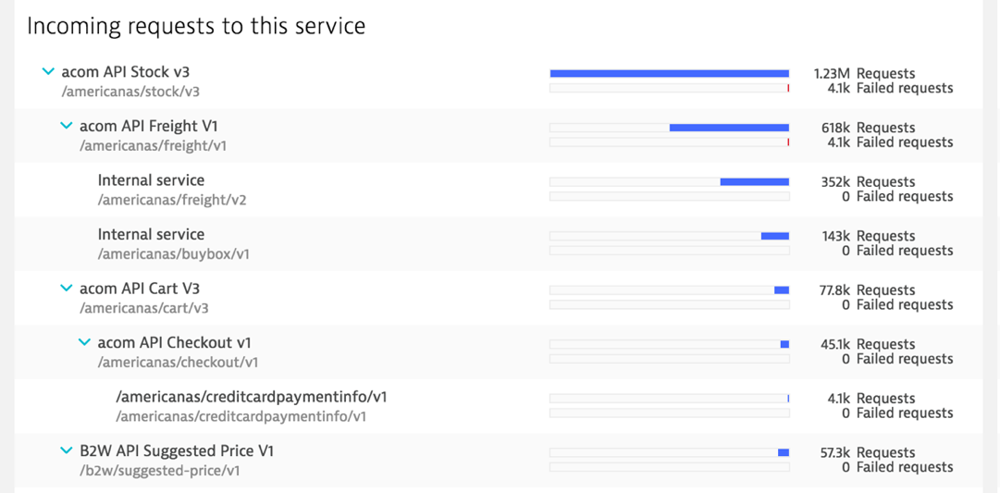 Incoming requests to this service
acom API Stock v3
/americanas/stock/v3
1.23M Requests
4.1k Failed requests
acom API Freight V1
/americanas/freight/v1
618k Requests
4.1k Failed requests
Internal service
/americanas/freight/v2
352k Requests
0 Failed requests
Internal service
/americanas/buybox/v1
143k Requests
0 Failed requests
acom API Cart V3
/americanas/cart/v3
77.8k Requests
0 Failed requests
acom API Checkout v1
/americanas/checkout/v1
45.1k Requests
0 Failed requests
/americanas/creditcardpaymentinfo/v1
/americanas/creditcardpaymentinfo/v1
4.1k Requests
0 Failed requests
B2W API Suggested Price V1
/b2w/suggested-price/v1
57.3k Requests
0 Failed requests